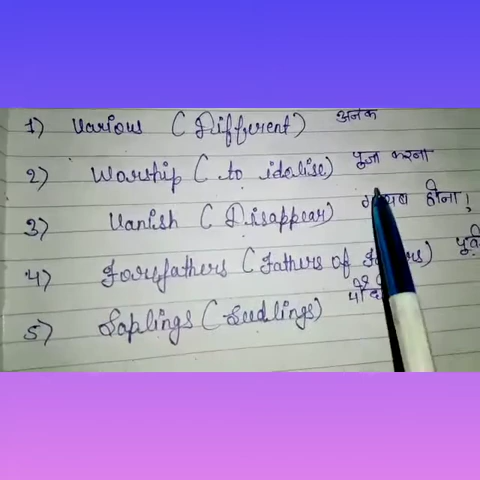 1) Various (Different) अनेक
2) Worship (to idolise) पूजा करना
3) Vanish (Disappear) होना!
4) Forefathers (Fathers of
5) Saplings (Seedlings)